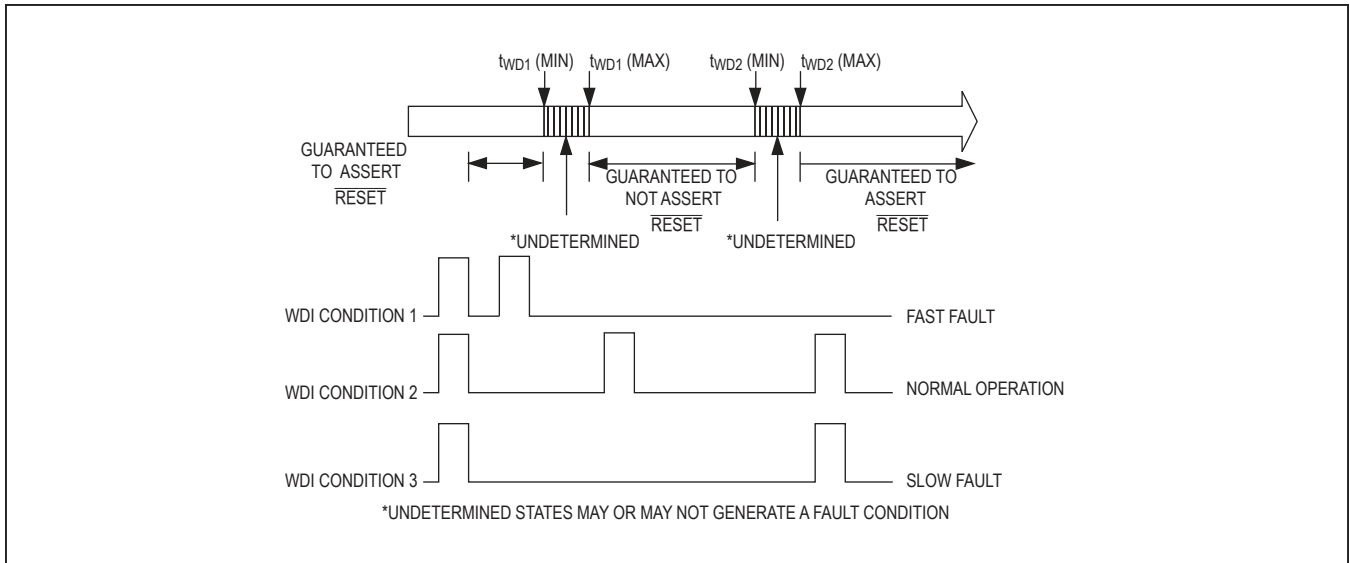 tWD1 (MIN) tWD1 (MAX) tWD2 (MIN) tWD2 (MAX)
GUARANTEED
TO ASSERT
RESET
GUARANTEED TO
NOT ASSERT
RESET
GUARANTEED TO
ASSERT
RESET
*UNDETERMINED
*UNDETERMINED
WDI CONDITION 1 FAST FAULT
WDI CONDITION 2 NORMAL OPERATION
WDI CONDITION 3 SLOW FAULT
*UNDETERMINED STATES MAY OR MAY NOT GENERATE A FAULT CONDITION